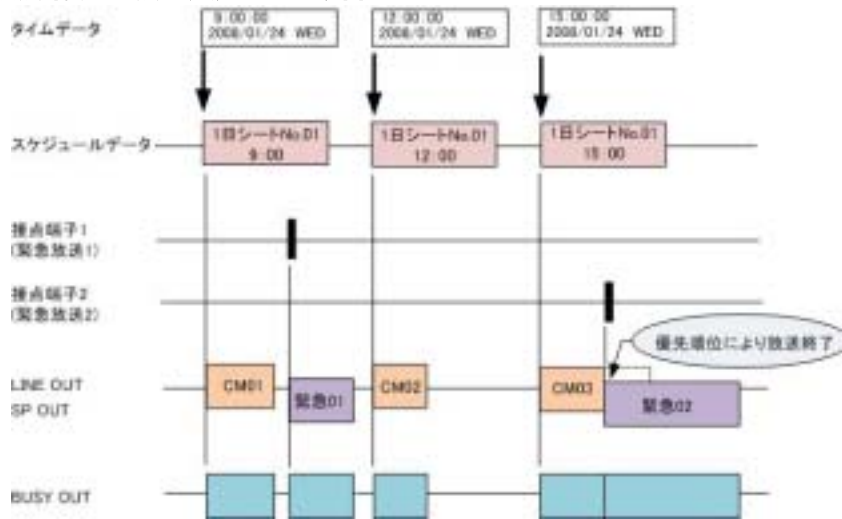 タイムデータ
9:00:00
2008/01/24 WED
12:00:00
2008/01/24 WED
15:00:00
2008/01/24 WED
スケジュールデータ
1日シートNo.01
9:00
1日シートNo.01
12:00
1日シートNo.01
15:00
接点端子1
(緊急放送1)
接点端子2
(緊急放送2)
優先順位により放送終了
LINE OUT
SP OUT
CM01
緊急01
CM02
CM03
緊急02
BUSY OUT